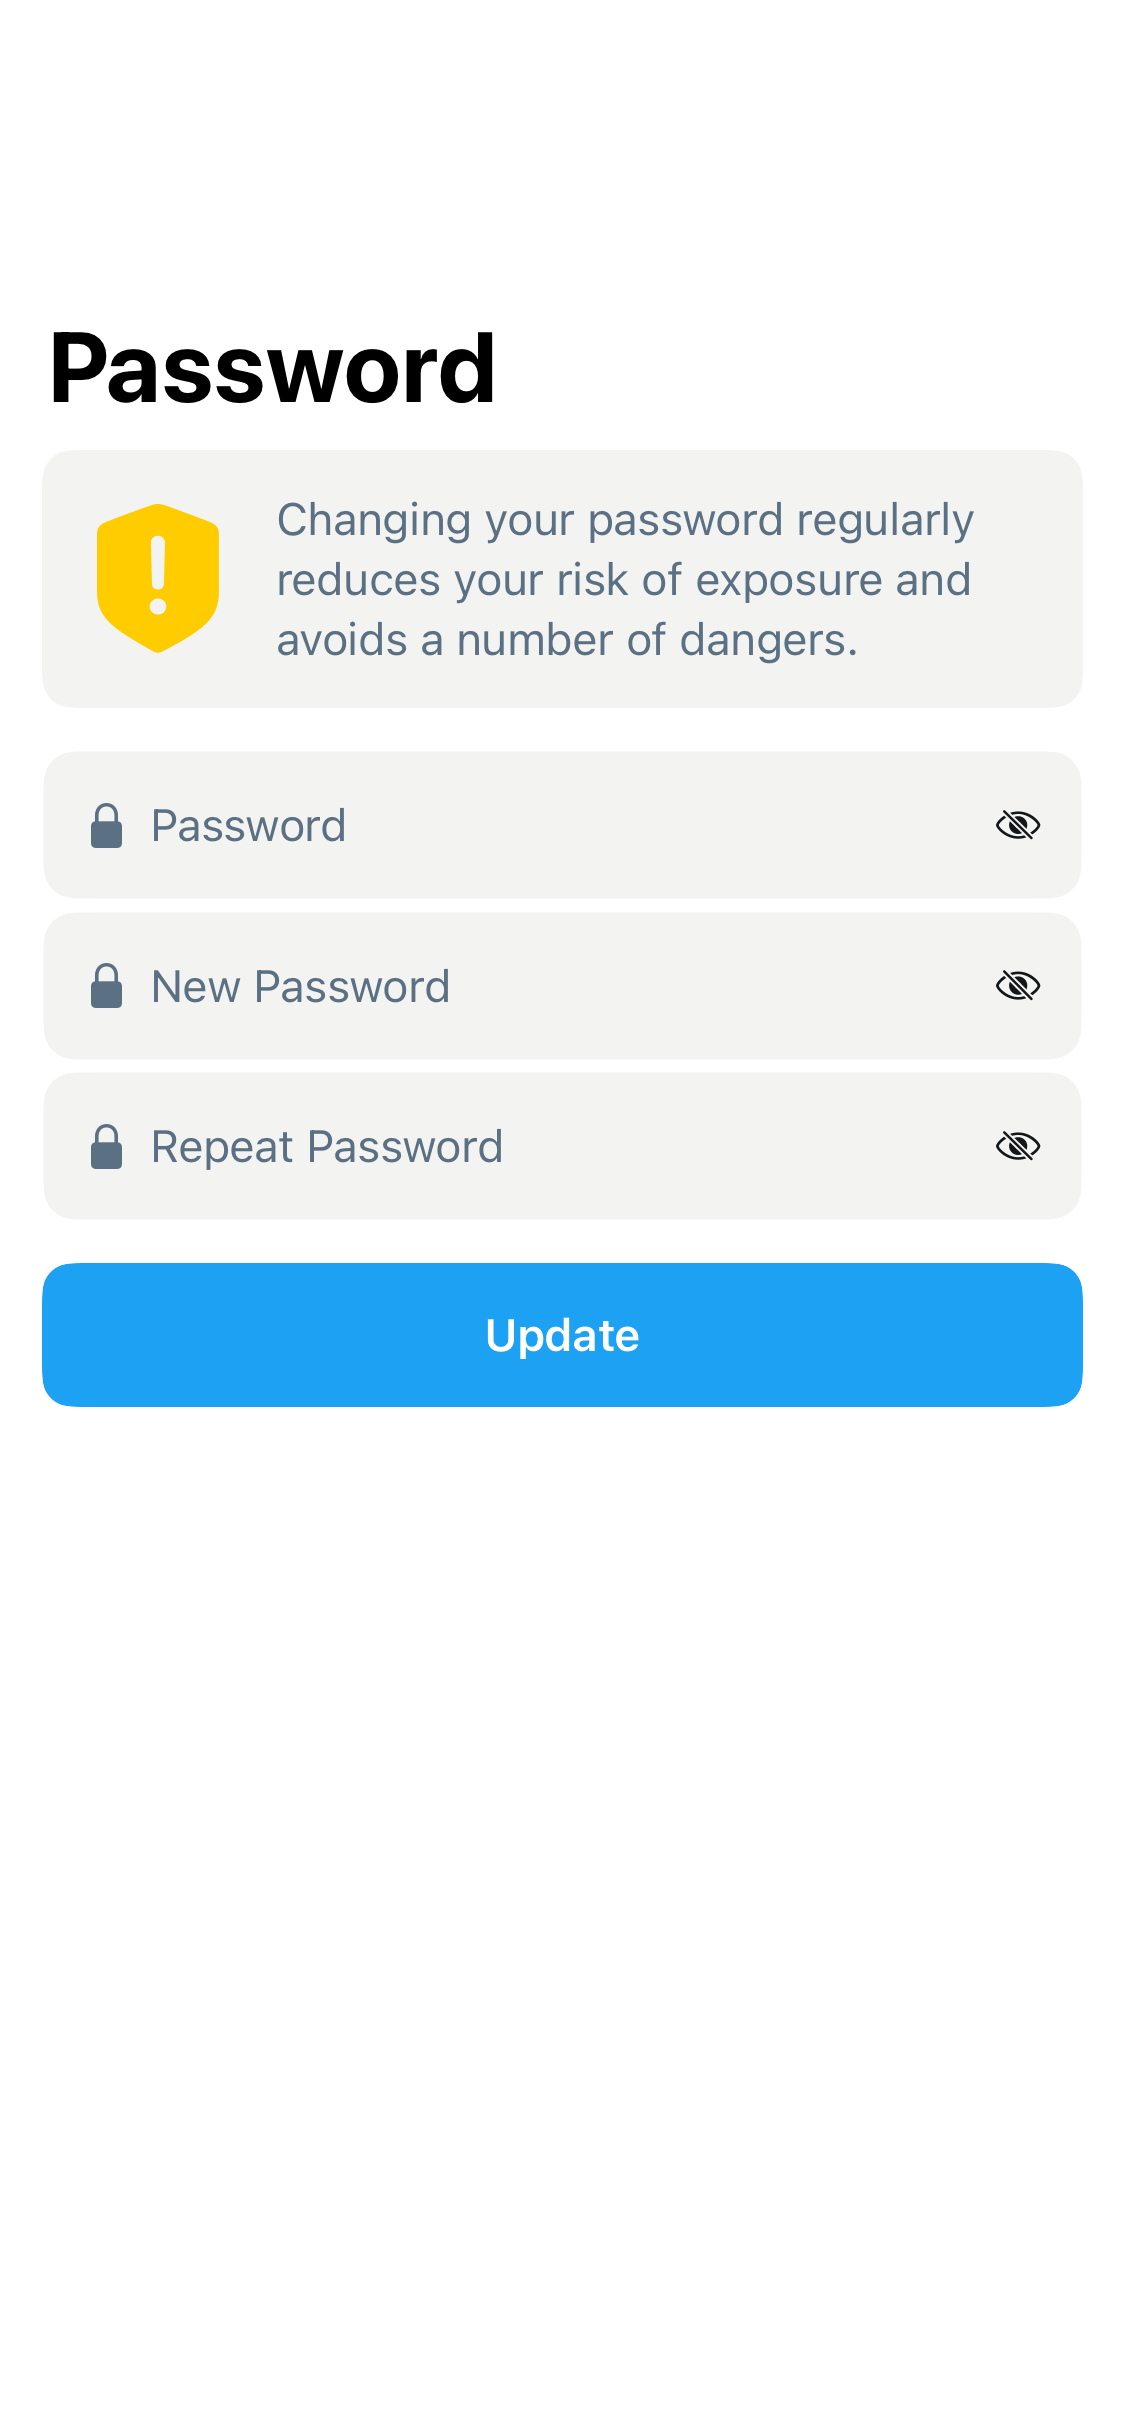 Password
Changing your password regularly
reduces your risk of exposure and
avoids a number of dangers.
Password
New Password
Repeat Password
Update